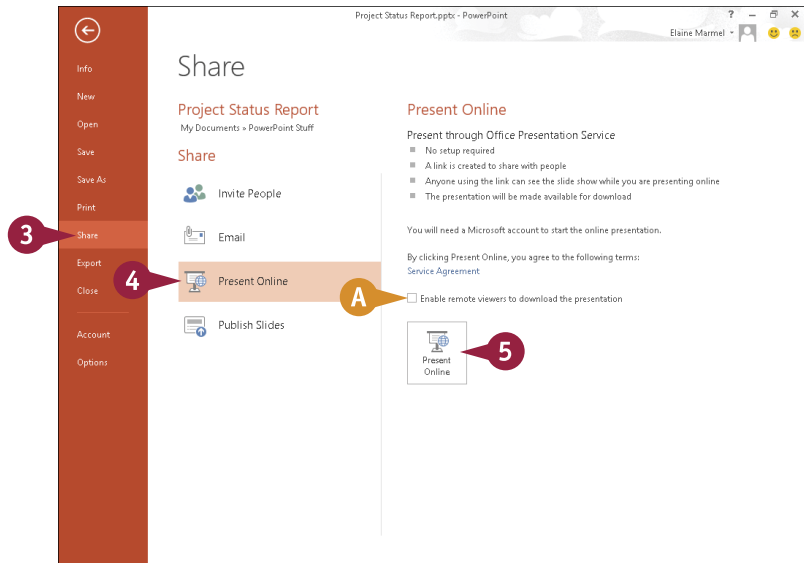 Project Status Report.pptx - PowerPoint
?
Elaine Marmel
Info
New
Open
Save
Save As
Print
3
Share
Export
Close
Account
Options
Share
Project Status Report
My Documents » PowerPoint Stuff
Share
Invite People
Email
4
Present Online
Publish Slides
Present Online
Present through Office Presentation Service
No setup required
A link is created to share with people
Anyone using the link can see the slide show while you are presenting online
The presentation will be made available for download
You will need a Microsoft account to start the online presentation.
By clicking Present Online, you agree to the following terms:
Service Agreement
A
Enable remote viewers to download the presentation
Present
Online
5